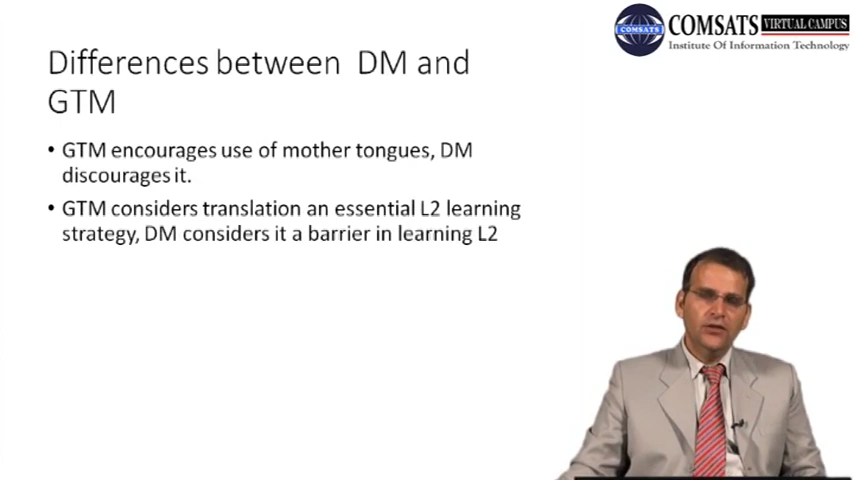 COMSATS VIRTUAL CAMPUS
COMSATS
Institute Of Information Technology
Differences between DM and
GTM
• GTM encourages use of mother tongues, DM
discourages it.
• GTM considers translation an essential L2 learning
strategy, DM considers it a barrier in learning L2